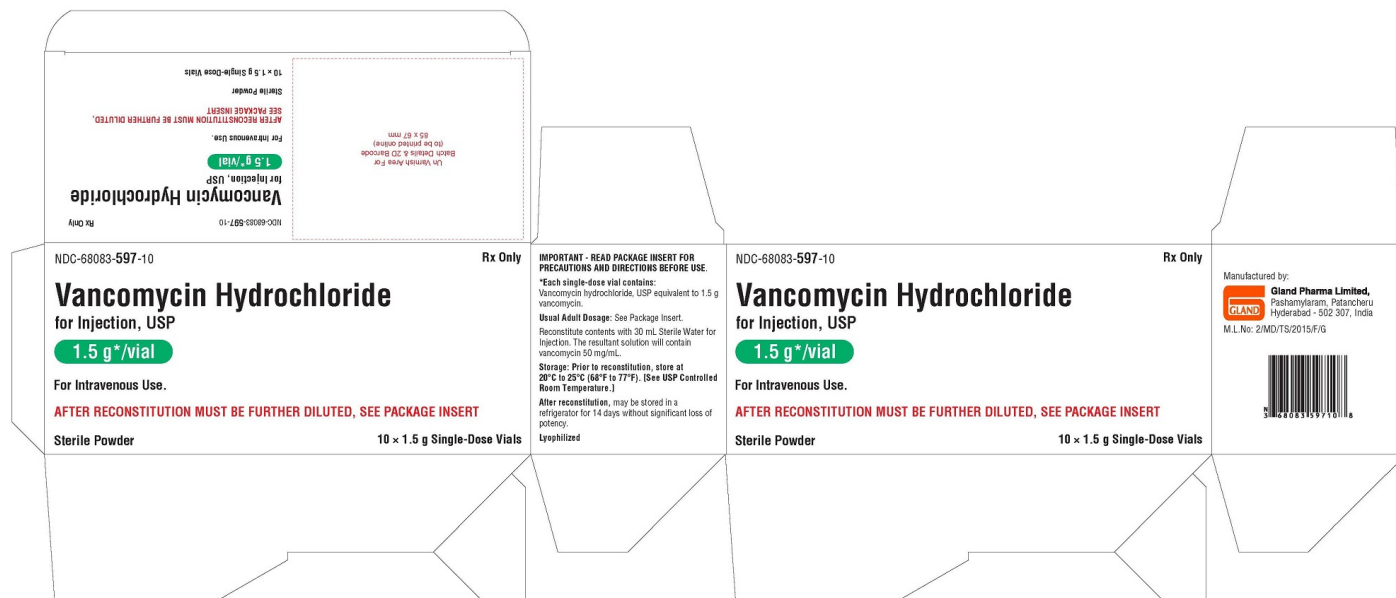 10 × 1.5 g Single-Dose Vials
Sterile Powder
AFTER RECONSTITUTION MUST BE FURTHER DILUTED,
SEE PACKAGE INSERT
For Intravenous Use.
1.5 g*/vial
for Injection, USP
Vancomycin Hydrochloride
NDC-68083-597-10 Rx Only
Un Varnish Area For
Batch Details & 2D Barcode
(to be printed online)
85 x 67 mm
NDC-68083-597-10 Rx Only
Vancomycin Hydrochloride
for Injection, USP
1.5 g*/vial
For Intravenous Use.
AFTER RECONSTITUTION MUST BE FURTHER DILUTED, SEE PACKAGE INSERT
Sterile Powder 10 × 1.5 g Single-Dose Vials
IMPORTANT - READ PACKAGE INSERT FOR
PRECAUTIONS AND DIRECTIONS BEFORE USE.
*Each single-dose vial contains:
Vancomycin hydrochloride, USP equivalent to 1.5 g
vancomycin.
Usual Adult Dosage: See Package Insert.
Reconstitute contents with 30 mL Sterile Water for
Injection. The resultant solution will contain
vancomycin 50 mg/mL.
Storage: Prior to reconstitution, store at
20°C to 25°C (68°F to 77°F). [See USP Controlled
Room Temperature.]
After reconstitution, may be stored in a
refrigerator for 14 days without significant loss of
potency.
Lyophilized
NDC-68083-597-10 Rx Only
Vancomycin Hydrochloride
for Injection, USP
1.5 g*/vial
For Intravenous Use.
AFTER RECONSTITUTION MUST BE FURTHER DILUTED, SEE PACKAGE INSERT
Sterile Powder 10 × 1.5 g Single-Dose Vials
Manufactured by:
GLAND
Gland Pharma Limited,
Pashamylaram, Patancheru
Hyderabad - 502 307, India
M.L.No: 2/MD/TS/2015/F/G
N
3 68083 59710 8